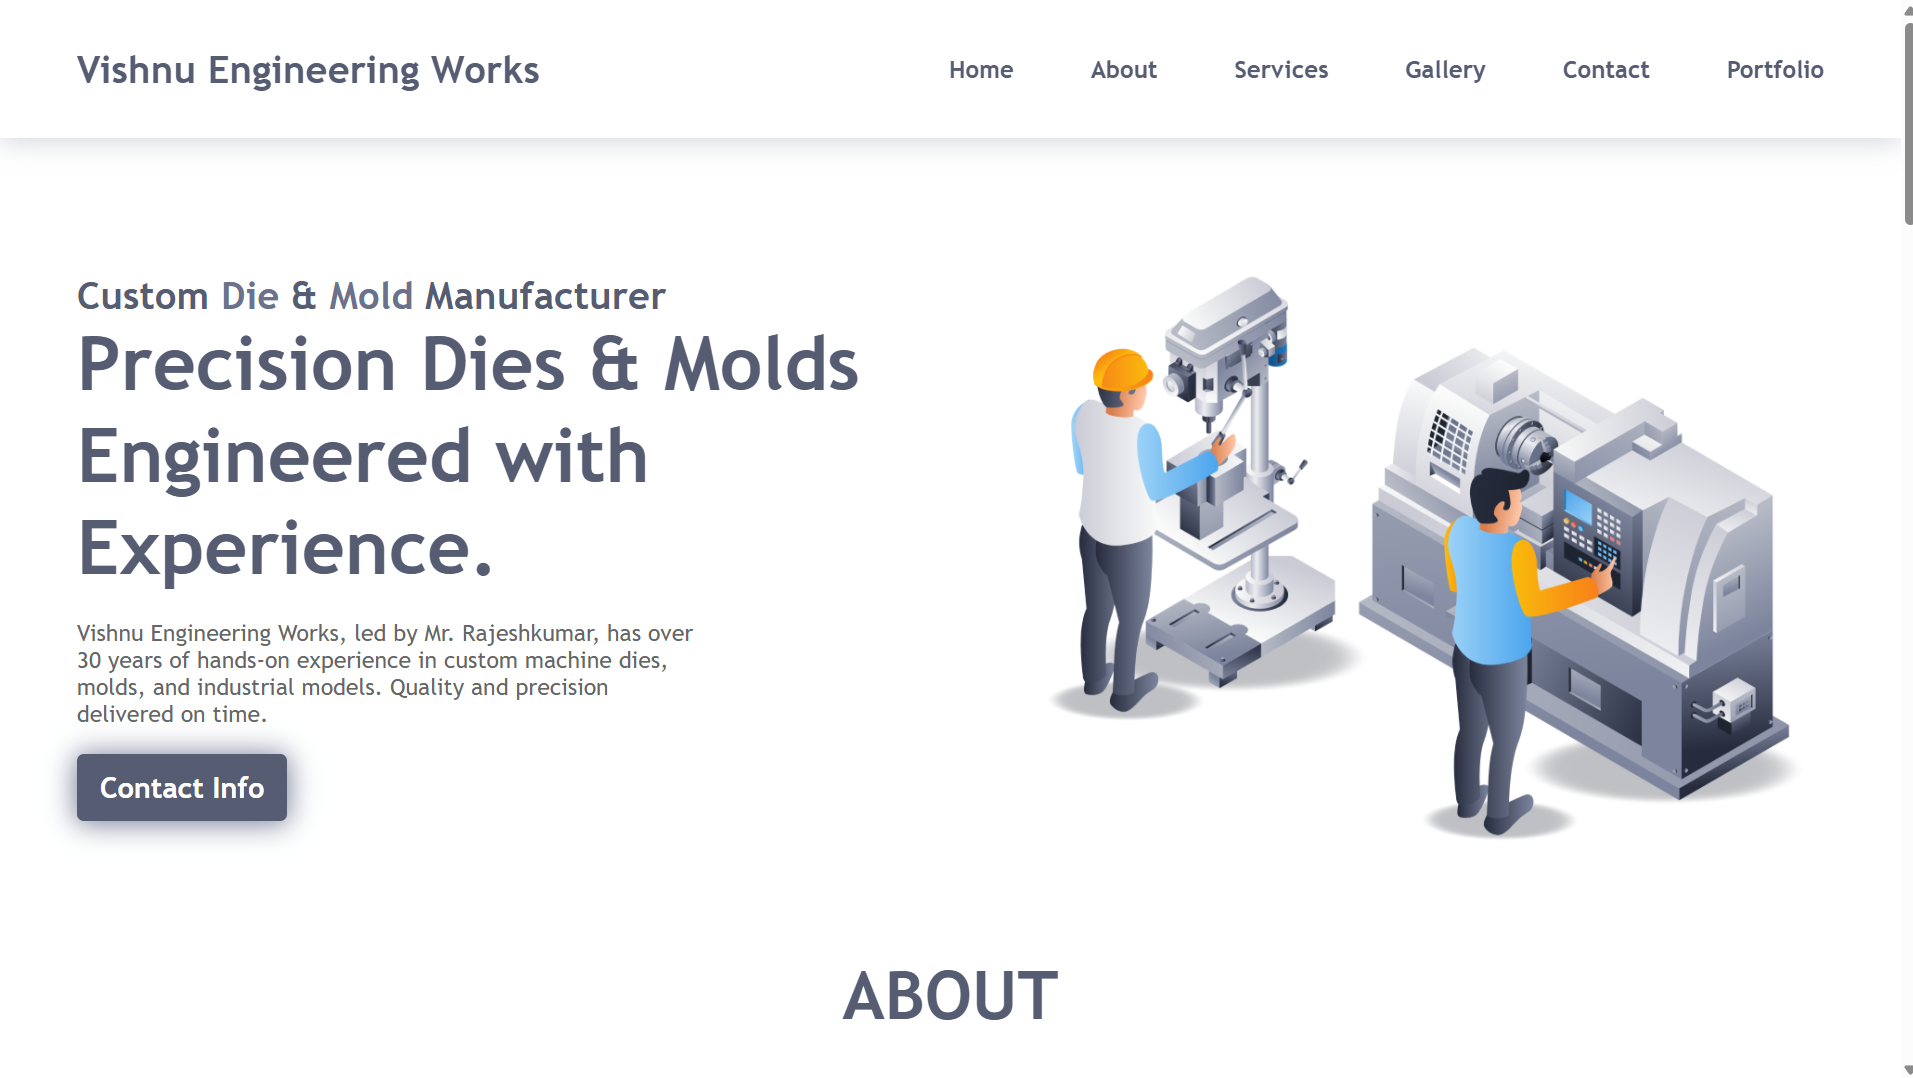 Vishnu Engineering Works
Home About Services Gallery Contact Portfolio
Custom Die & Mold Manufacturer
Precision Dies & Molds
Engineered with
Experience.
Vishnu Engineering Works, led by Mr. Rajeshkumar, has over
30 years of hands-on experience in custom machine dies,
molds, and industrial models. Quality and precision
delivered on time.
Contact Info
ABOUT